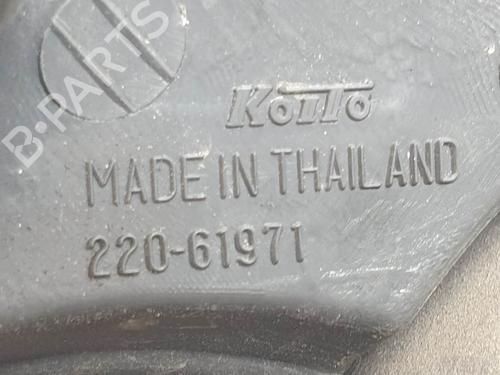 B-PARTS
KOITO
MADE IN THAILAND
220-61971